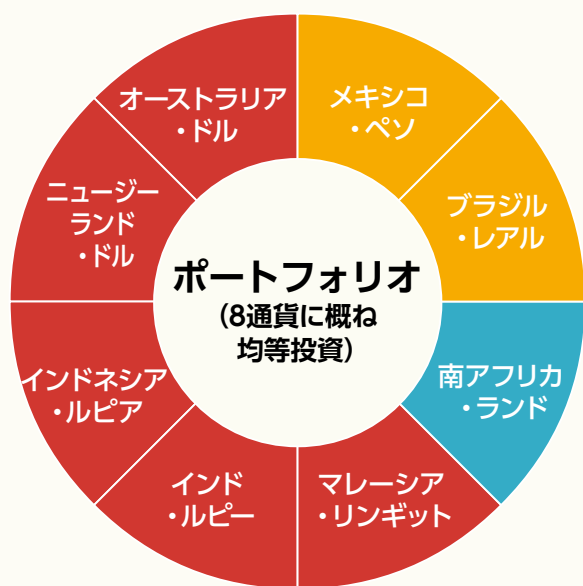 オーストラリア
・ドル
メキシコ
・ペソ
ニュージー
ランド
・ドル
ブラジル
・レアル
ポートフォリオ
(8通貨に概ね
均等投資)
インドネシア
・ルピア
南アフリカ
・ランド
インド
・ルピー
マレーシア
・リンギット